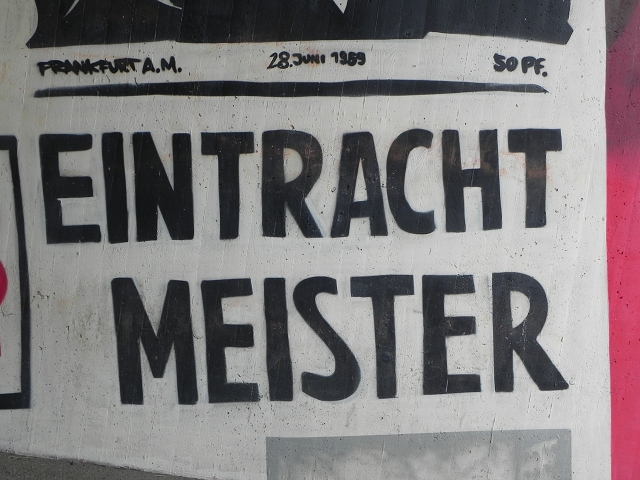 FRANKFURT A.M. 28. JUNI 1959 50 PF.
EINTRACHT
MEISTER